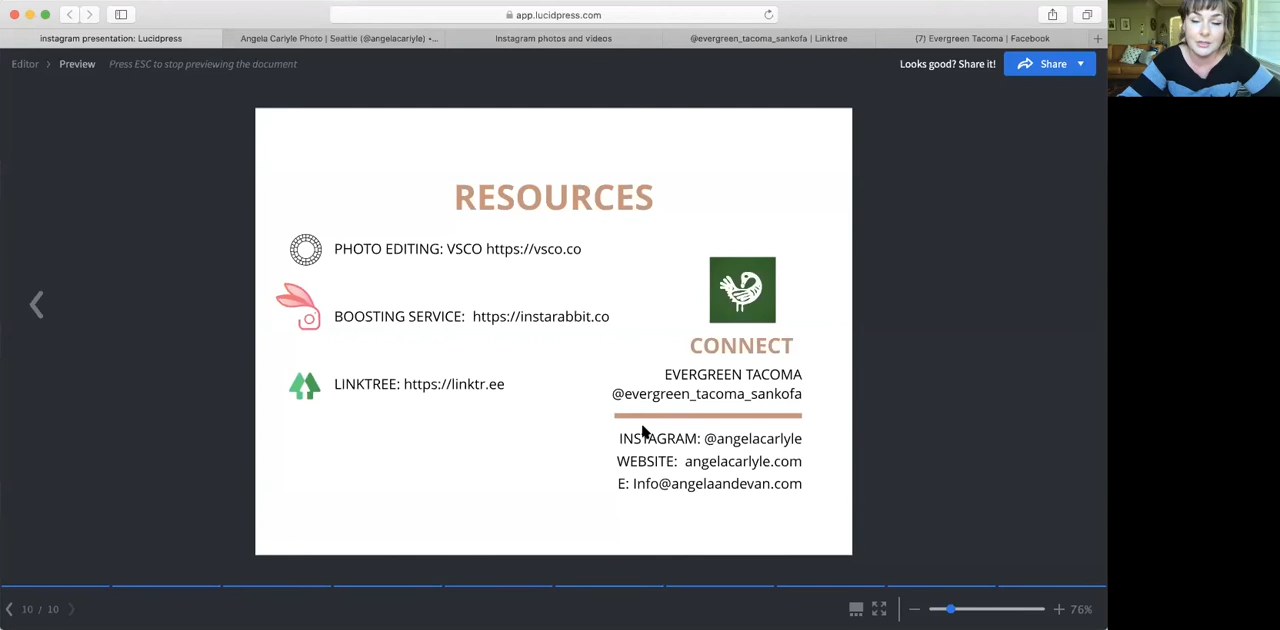 app.lucidpress.com
instagram presentation: Lucidpress
Angela Carlyle Photo | Seattle (@angelacarlyle) •...
Instagram photos and videos
@evergreen_tacoma_sankofa | Linktree
(7) Evergreen Tacoma | Facebook
Editor > Preview Press ESC to stop previewing the document
Looks good? Share it! Share
RESOURCES
PHOTO EDITING: VSCO https://vsco.co
BOOSTING SERVICE: https://instarabbit.co
LINKTREE: https://linktr.ee
CONNECT
EVERGREEN TACOMA
@evergreen_tacoma_sankofa
INSTAGRAM: @angelacarlyle
WEBSITE: angelacarlyle.com
E: Info@angelaandevan.com
10 / 10
76%